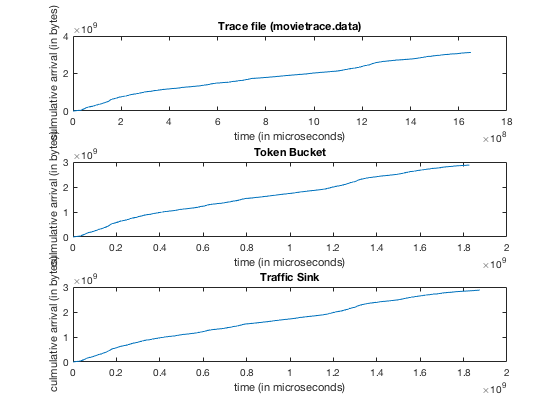 Trace file (movietrace.data)
×10^9
4
2
0
culmulative arrival (in bytes)
0 2 4 6 8 10 12 14 16 18
time (in microseconds)
×10^8
Token Bucket
×10^9
3
2
1
0
culmulative arrival (in bytes)
0 0.2 0.4 0.6 0.8 1 1.2 1.4 1.6 1.8 2
time (in microseconds)
×10^9
Traffic Sink
×10^9
3
2
1
0
culmulative arrival (in bytes)
0 0.2 0.4 0.6 0.8 1 1.2 1.4 1.6 1.8 2
time (in microseconds)
×10^9